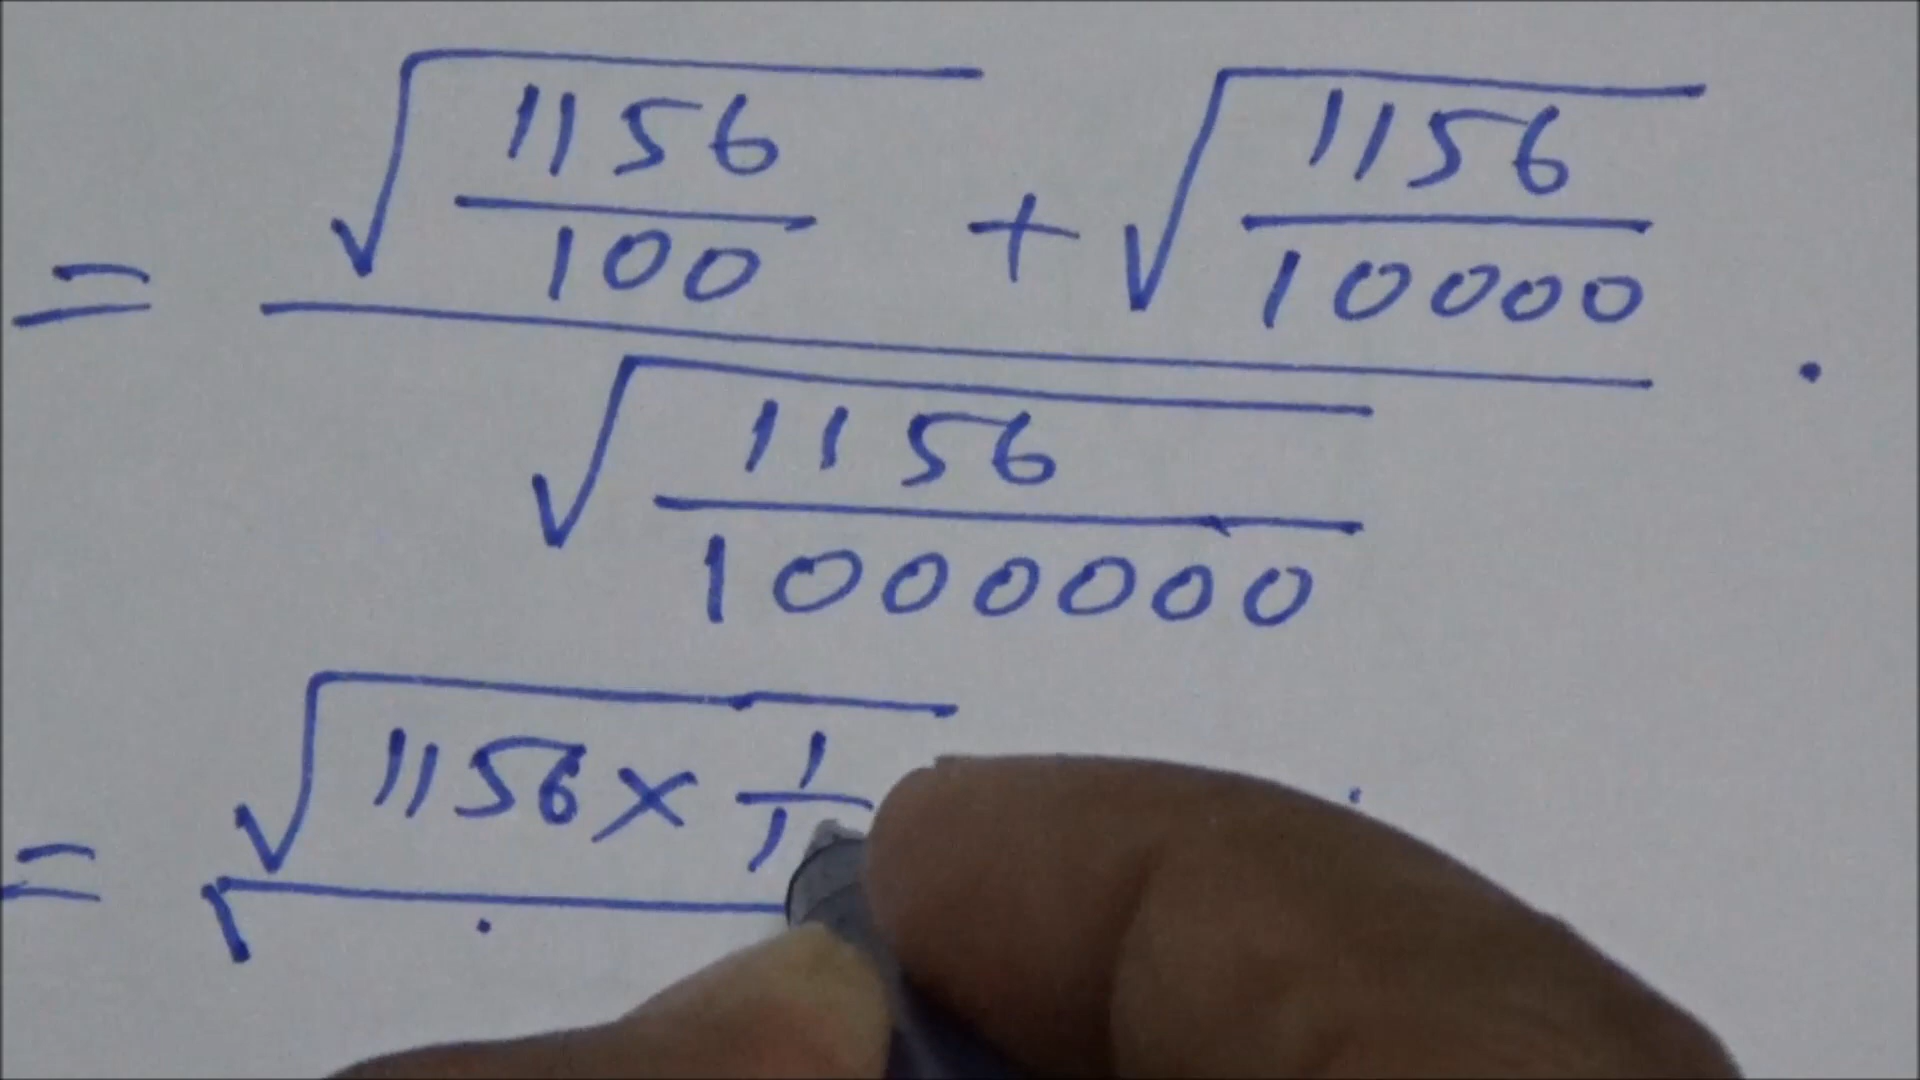 = √(1156/100) + √(1156/10000)
√(1156/1000000)
= √(1156 × 1/1